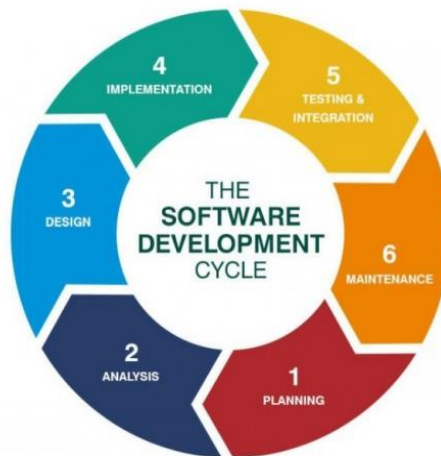 THE
SOFTWARE
DEVELOPMENT
CYCLE
1
PLANNING
2
ANALYSIS
3
DESIGN
4
IMPLEMENTATION
5
TESTING &
INTEGRATION
6
MAINTENANCE